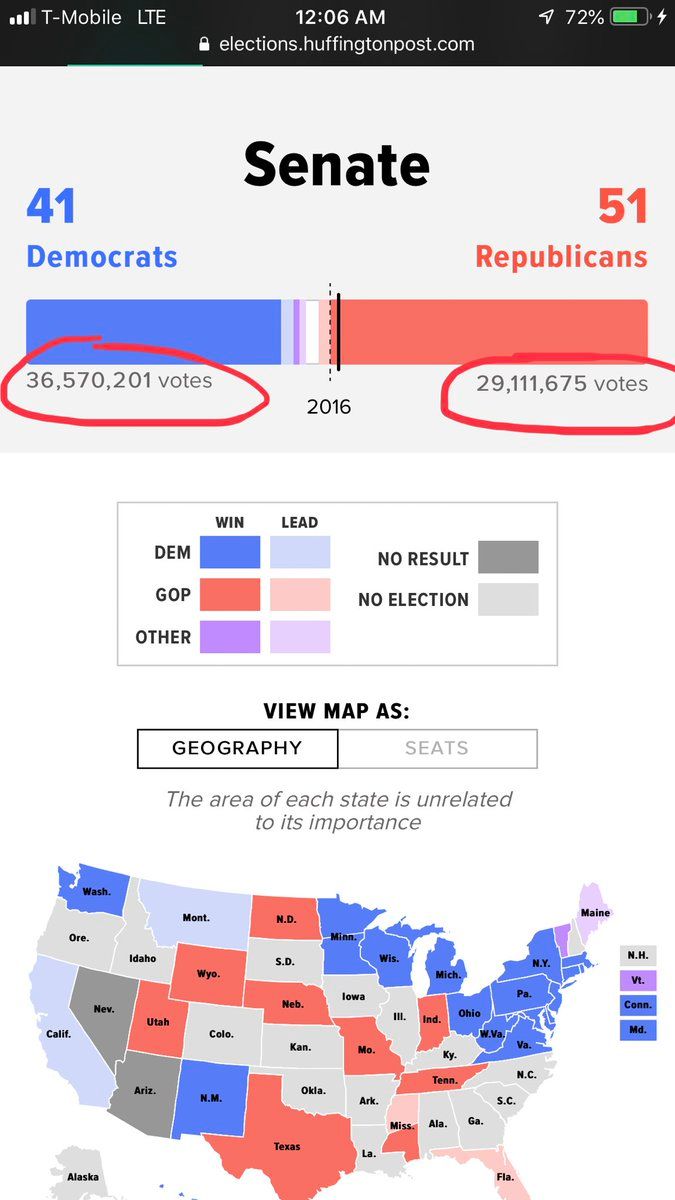 T-Mobile LTE 12:06 AM 72%
elections.huffingtonpost.com
Senate
41 51
Democrats Republicans
36,570,201 votes 29,111,675 votes
2016
WIN LEAD
DEM NO RESULT
GOP NO ELECTION
OTHER
VIEW MAP AS:
GEOGRAPHY SEATS
The area of each state is unrelated
to its importance
Wash.
Mont. N.D. Maine
Ore. Minn.
Idaho S.D. Wis. N.Y. N.H.
Wyo. Mich. Vt.
Neb. Iowa Pa. Conn.
Nev. Utah Ill. Ind. Ohio
Calif. Colo. W.Va. Va. Md.
Kan. Mo. Ky.
Ariz. N.M. Okla. Tenn. N.C.
Ark. S.C.
Texas Miss. Ala. Ga.
La.
Alaska Fla.